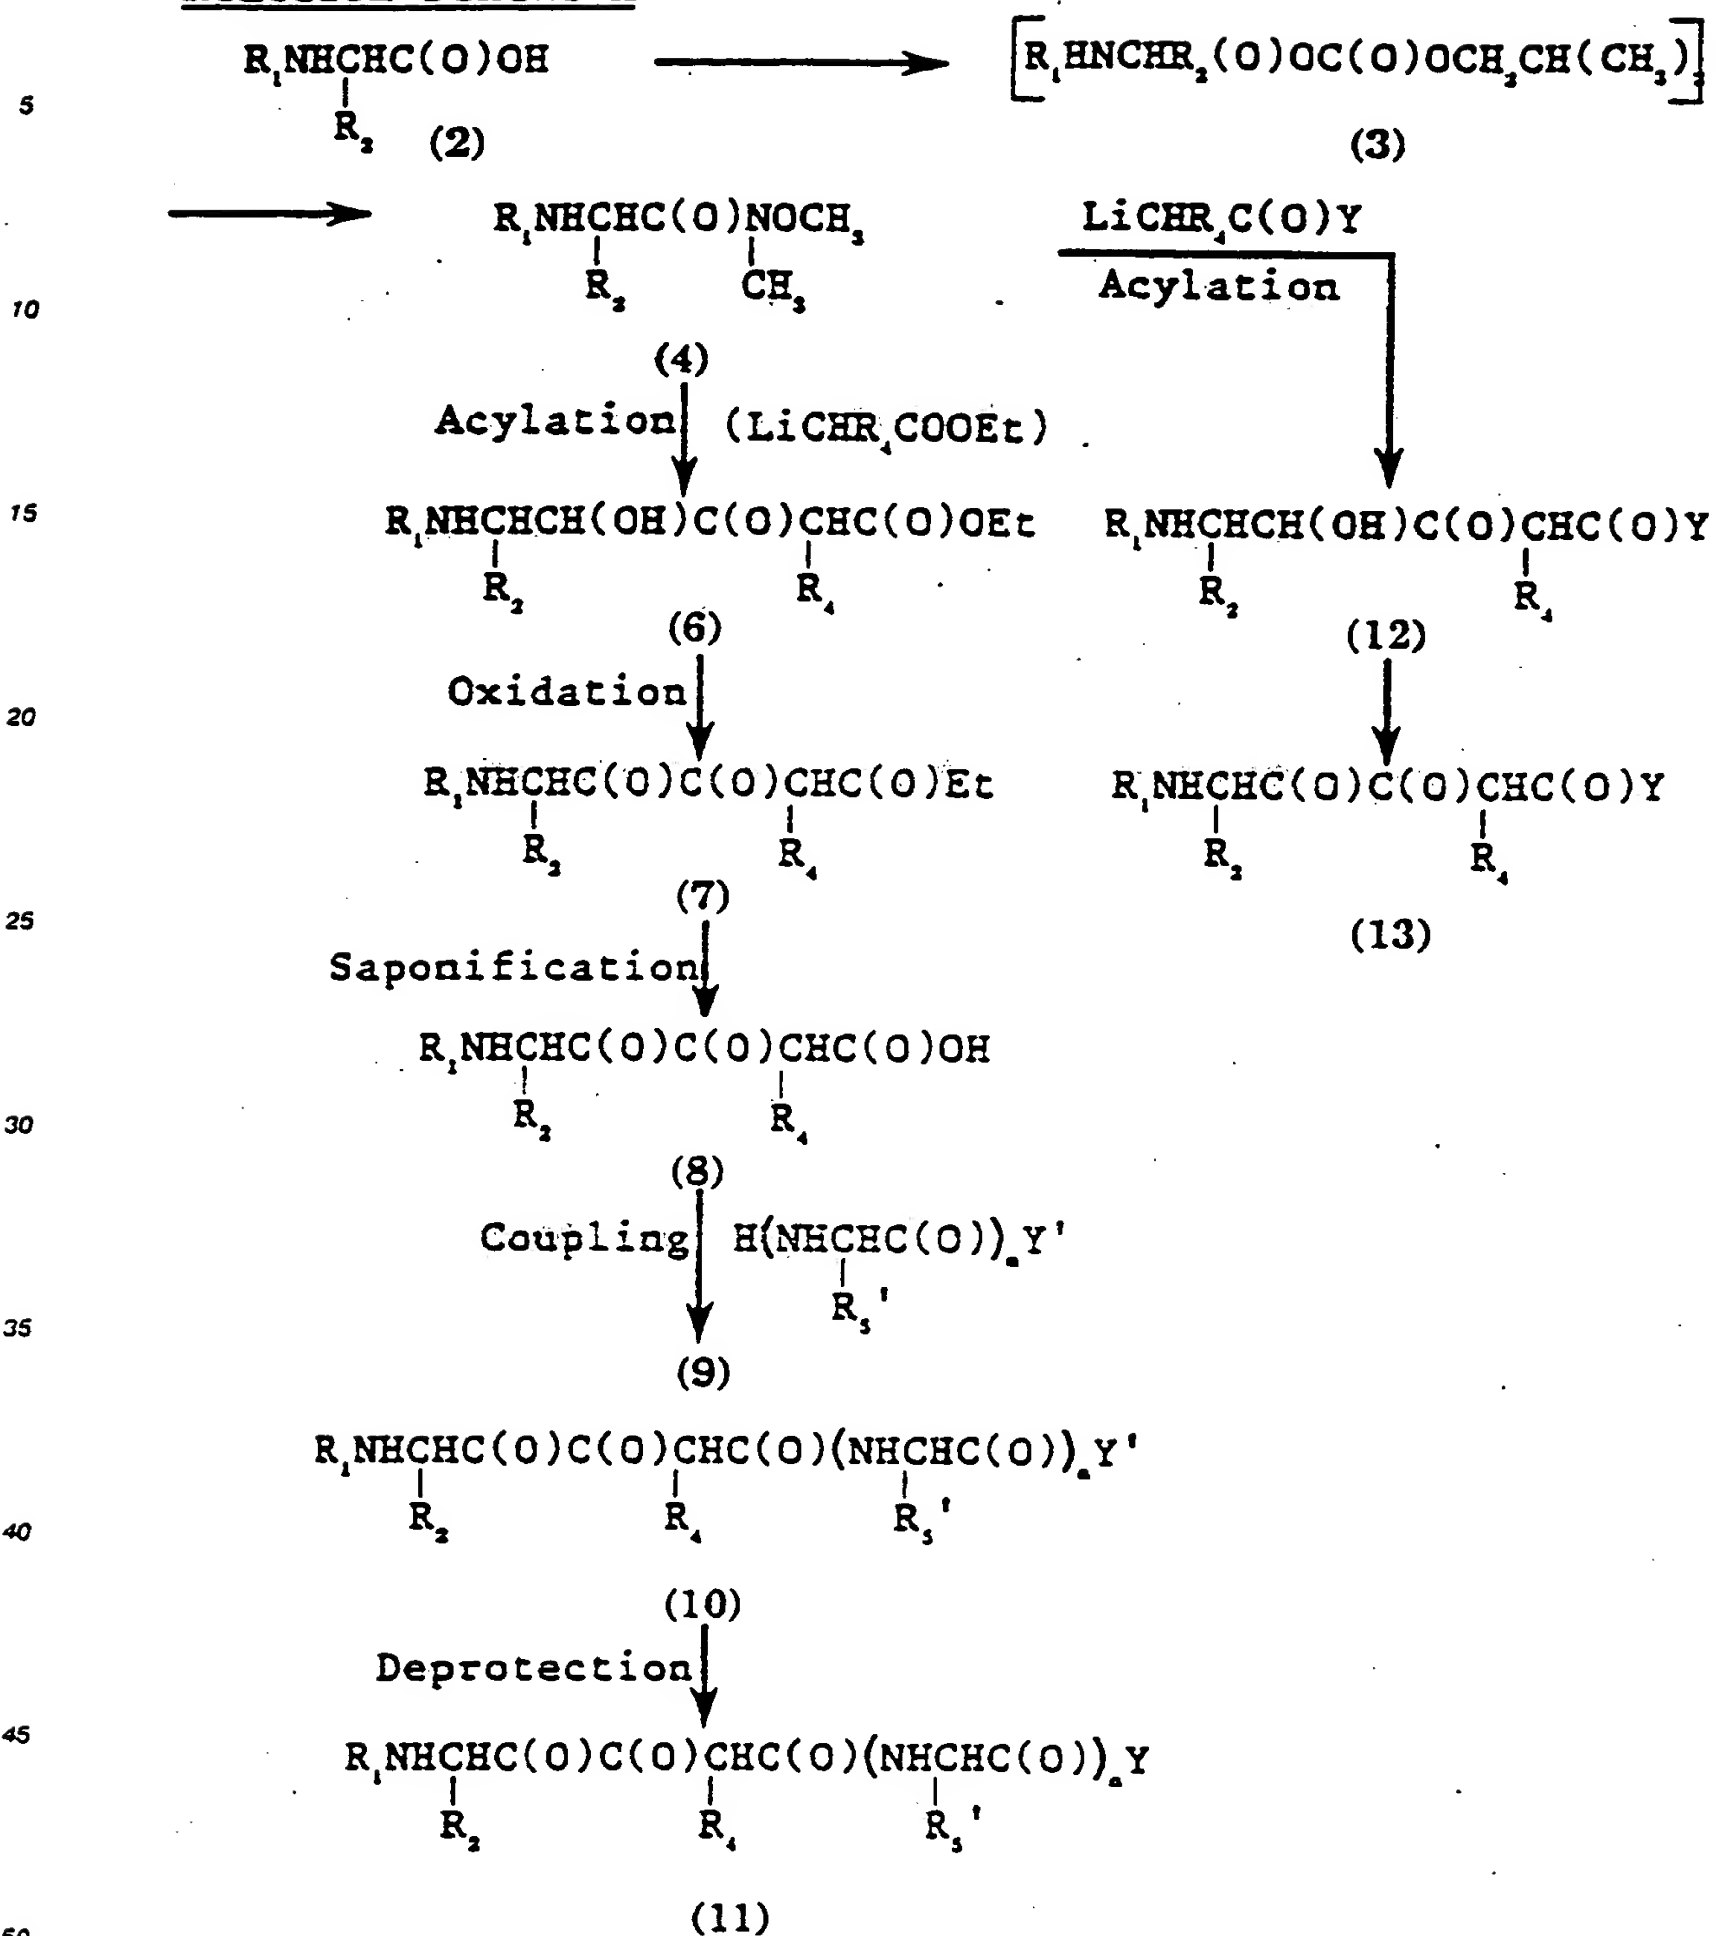 R₁NHCHC(O)OH [R₁HNCHR₂(O)OC(O)OCH₂CH(CH₃)₂]
5
R₂ (2) (3)
R₁NHCHC(O)NOCH₃ LiCHR₄C(O)Y
R₂ CH₃ Acylation
10
(4)
Acylation (LiCHR₄COOEt)
15 R₁NHCHCH(OH)C(O)CHC(O)OEt R₁NHCHCH(OH)C(O)CHC(O)Y
R₂ R₄ R₂ R₄
(6) (12)
Oxidation
20
R₁NHCHC(O)C(O)CHC(O)Et R₁NHCHC(O)C(O)CHC(O)Y
R₂ R₄ R₂ R₄
(7)
25 (13)
Saponification
R₁NHCHC(O)C(O)CHC(O)OH
30 R₂ R₄
(8)
Coupling H(NHCHC(O))ₙY'
R₅'
35
(9)
R₁NHCHC(O)C(O)CHC(O)(NHCHC(O))ₙY'
40 R₂ R₄ R₅'
(10)
Deprotection
45
R₁NHCHC(O)C(O)CHC(O)(NHCHC(O))ₙY
R₂ R₄ R₅'
(11)